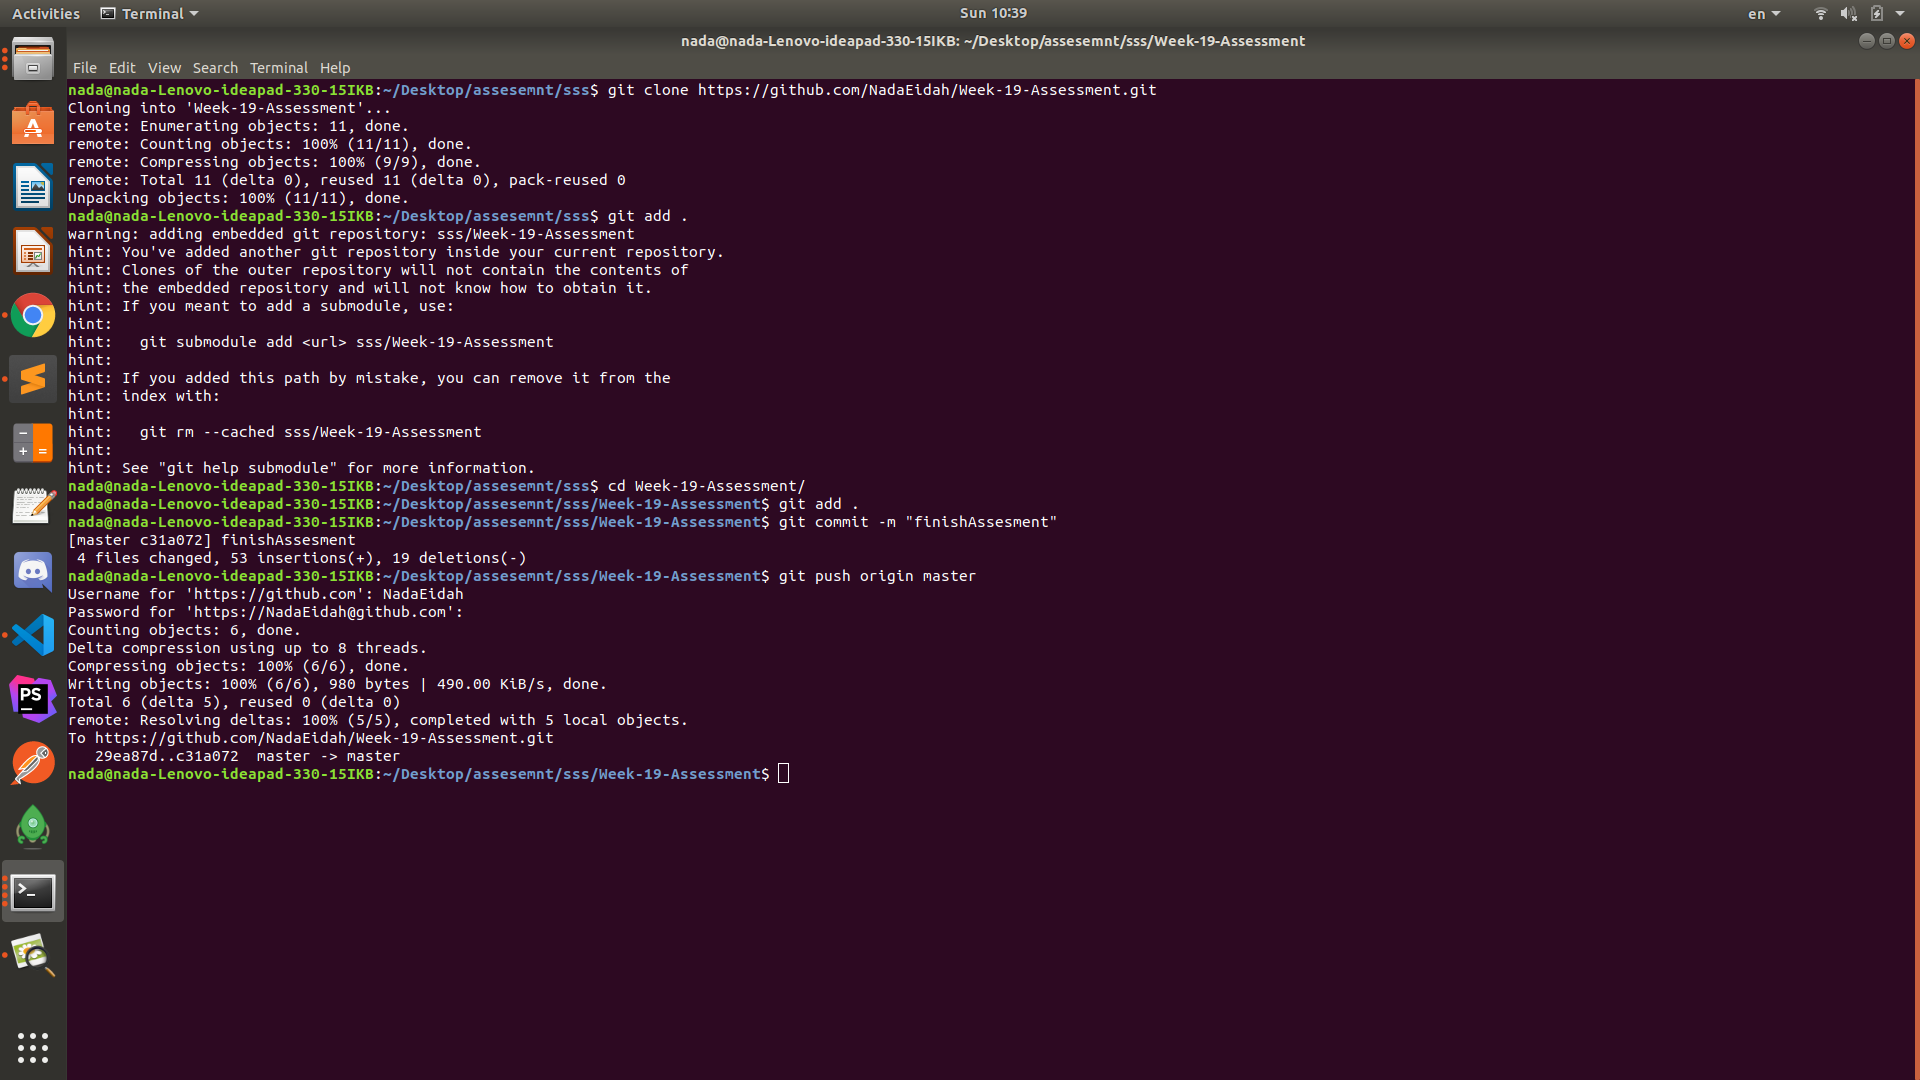 Activities Terminal Sun 10:39 en
nada@nada-Lenovo-ideapad-330-15IKB: ~/Desktop/assesemnt/sss/Week-19-Assessment
File Edit View Search Terminal Help
nada@nada-Lenovo-ideapad-330-15IKB:~/Desktop/assesemnt/sss$ git clone https://github.com/NadaEidah/Week-19-Assessment.git
Cloning into 'Week-19-Assessment'...
remote: Enumerating objects: 11, done.
remote: Counting objects: 100% (11/11), done.
remote: Compressing objects: 100% (9/9), done.
remote: Total 11 (delta 0), reused 11 (delta 0), pack-reused 0
Unpacking objects: 100% (11/11), done.
nada@nada-Lenovo-ideapad-330-15IKB:~/Desktop/assesemnt/sss$ git add .
warning: adding embedded git repository: sss/Week-19-Assessment
hint: You've added another git repository inside your current repository.
hint: Clones of the outer repository will not contain the contents of
hint: the embedded repository and will not know how to obtain it.
hint: If you meant to add a submodule, use:
hint:
hint:   git submodule add <url> sss/Week-19-Assessment
hint:
hint: If you added this path by mistake, you can remove it from the
hint: index with:
hint:
hint:   git rm --cached sss/Week-19-Assessment
hint:
hint: See "git help submodule" for more information.
nada@nada-Lenovo-ideapad-330-15IKB:~/Desktop/assesemnt/sss$ cd Week-19-Assessment/
nada@nada-Lenovo-ideapad-330-15IKB:~/Desktop/assesemnt/sss/Week-19-Assessment$ git add .
nada@nada-Lenovo-ideapad-330-15IKB:~/Desktop/assesemnt/sss/Week-19-Assessment$ git commit -m "finishAssesment"
[master c31a072] finishAssesment
 4 files changed, 53 insertions(+), 19 deletions(-)
nada@nada-Lenovo-ideapad-330-15IKB:~/Desktop/assesemnt/sss/Week-19-Assessment$ git push origin master
Username for 'https://github.com': NadaEidah
Password for 'https://NadaEidah@github.com':
Counting objects: 6, done.
Delta compression using up to 8 threads.
Compressing objects: 100% (6/6), done.
Writing objects: 100% (6/6), 980 bytes | 490.00 KiB/s, done.
Total 6 (delta 5), reused 0 (delta 0)
remote: Resolving deltas: 100% (5/5), completed with 5 local objects.
To https://github.com/NadaEidah/Week-19-Assessment.git
   29ea87d..c31a072  master -> master
nada@nada-Lenovo-ideapad-330-15IKB:~/Desktop/assesemnt/sss/Week-19-Assessment$
PS